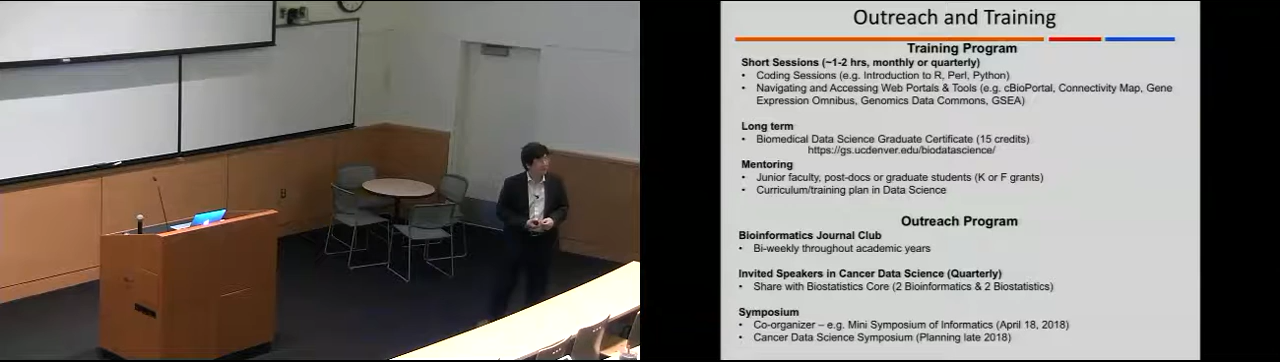 Outreach and Training
Training Program
Short Sessions (~1-2 hrs, monthly or quarterly)
• Coding Sessions (e.g. Introduction to R, Perl, Python)
• Navigating and Accessing Web Portals & Tools (e.g. cBioPortal, Connectivity Map, Gene
Expression Omnibus, Genomics Data Commons, GSEA)
Long term
• Biomedical Data Science Graduate Certificate (15 credits)
https://gs.ucdenver.edu/biodatascience/
Mentoring
• Junior faculty, post-docs or graduate students (K or F grants)
• Curriculum/training plan in Data Science
Outreach Program
Bioinformatics Journal Club
• Bi-weekly throughout academic years
Invited Speakers in Cancer Data Science (Quarterly)
• Share with Biostatistics Core (2 Bioinformatics & 2 Biostatistics)
Symposium
• Co-organizer – e.g. Mini Symposium of Informatics (April 18, 2018)
• Cancer Data Science Symposium (Planning late 2018)